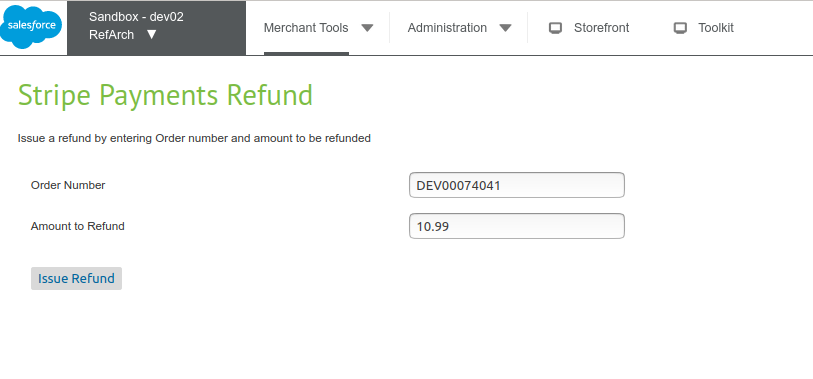 salesforce
Sandbox - dev02
RefArch
Merchant Tools
Administration
Storefront
Toolkit
Stripe Payments Refund
Issue a refund by entering Order number and amount to be refunded
Order Number DEV00074041
Amount to Refund 10.99
Issue Refund